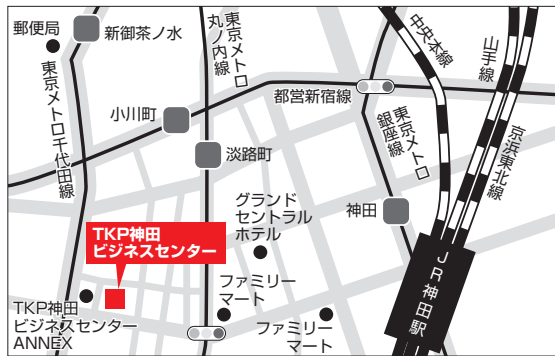 郵便局
新御茶ノ水
東京メトロ千代田線
東京メトロ
丸ノ内線
小川町
淡路町
都営新宿線
中央本線
山手線
京浜東北線
東京メトロ
銀座線
神田
グランド
セントラル
ホテル
TKP神田
ビジネスセンター
TKP神田
ビジネスセンター
ANNEX
ファミリー
マート
ファミリー
マート
JR神田駅